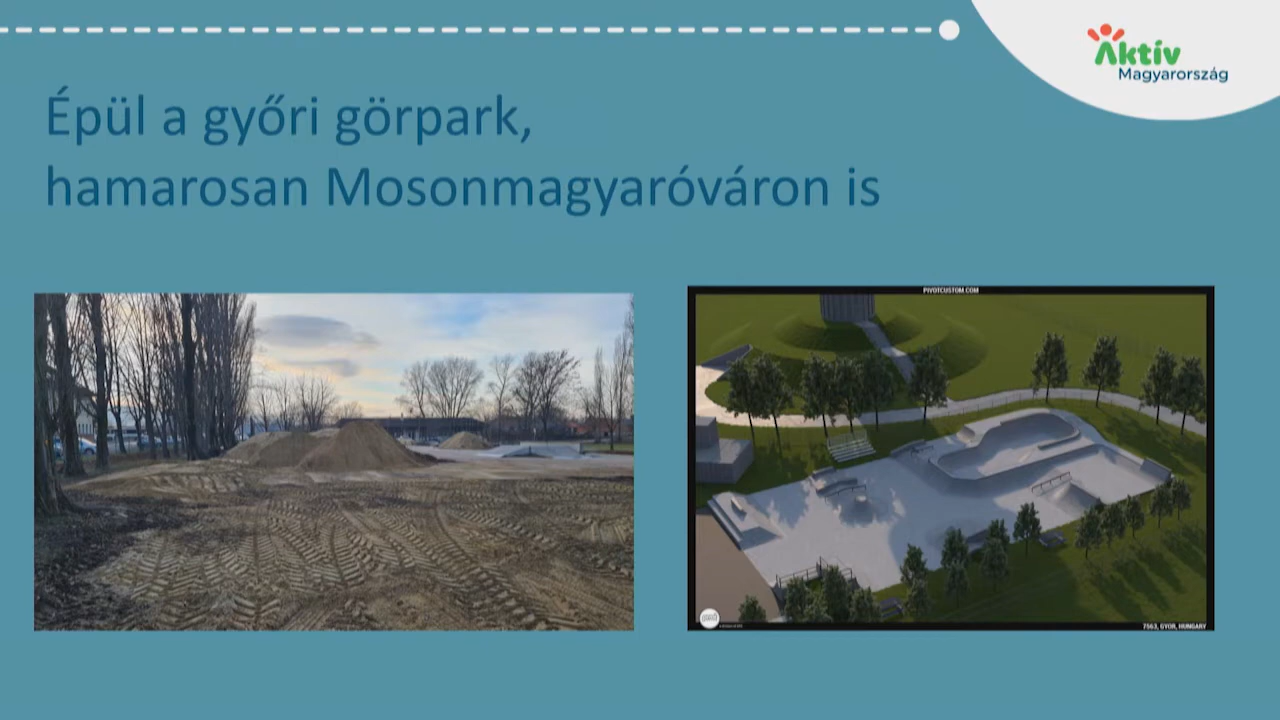 Aktív
Magyarország
Épül a győri görpark,
hamarosan Mosonmagyaróváron is
PIVOTCUSTOM.COM
7563, GYOR, HUNGARY